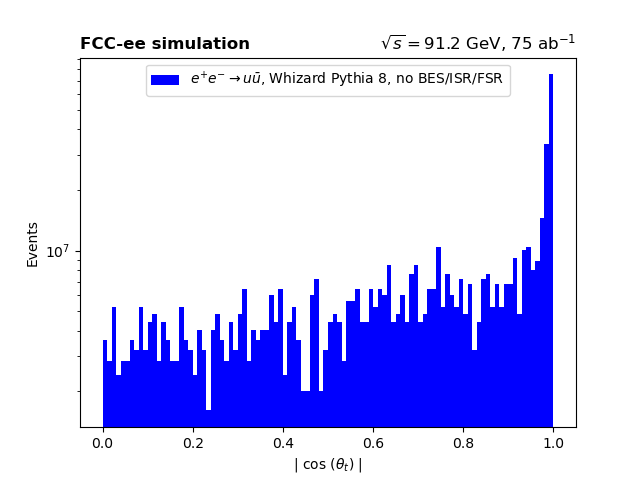 FCC-ee simulation √s = 91.2 GeV, 75 ab⁻¹
e⁺e⁻ → uū, Whizard Pythia 8, no BES/ISR/FSR
Events
10⁷
0.0 0.2 0.4 0.6 0.8 1.0
| cos (θₜ) |